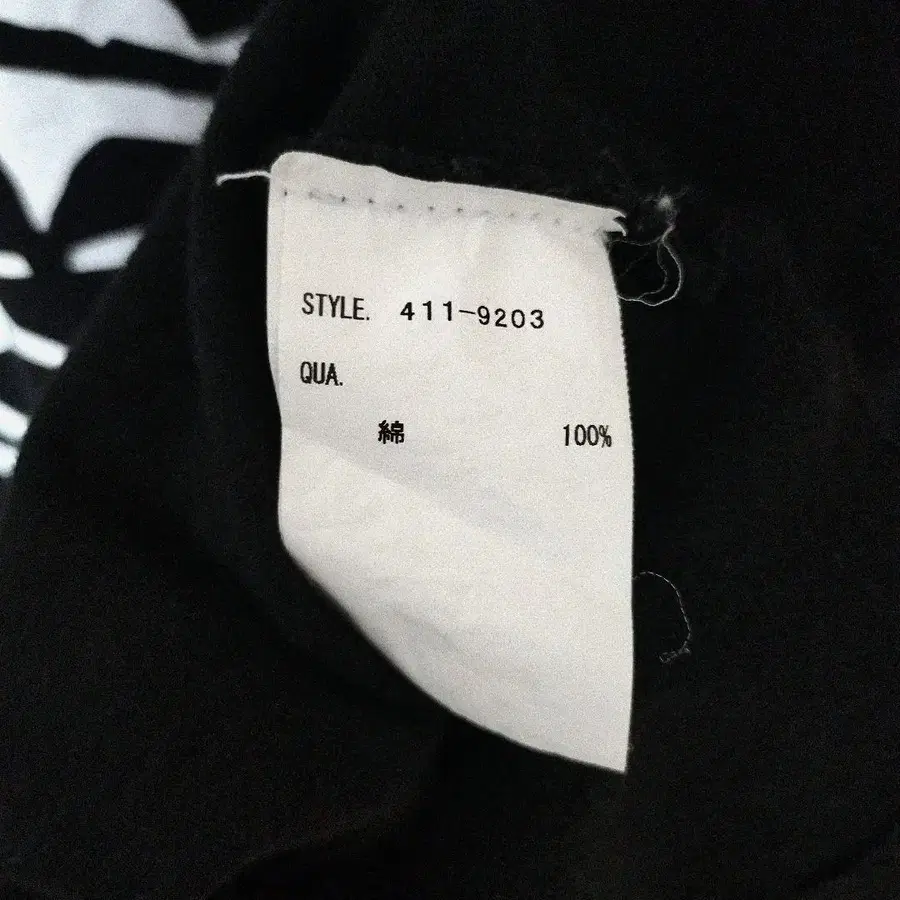 STYLE. 411-9203
QUA.
綿 100%